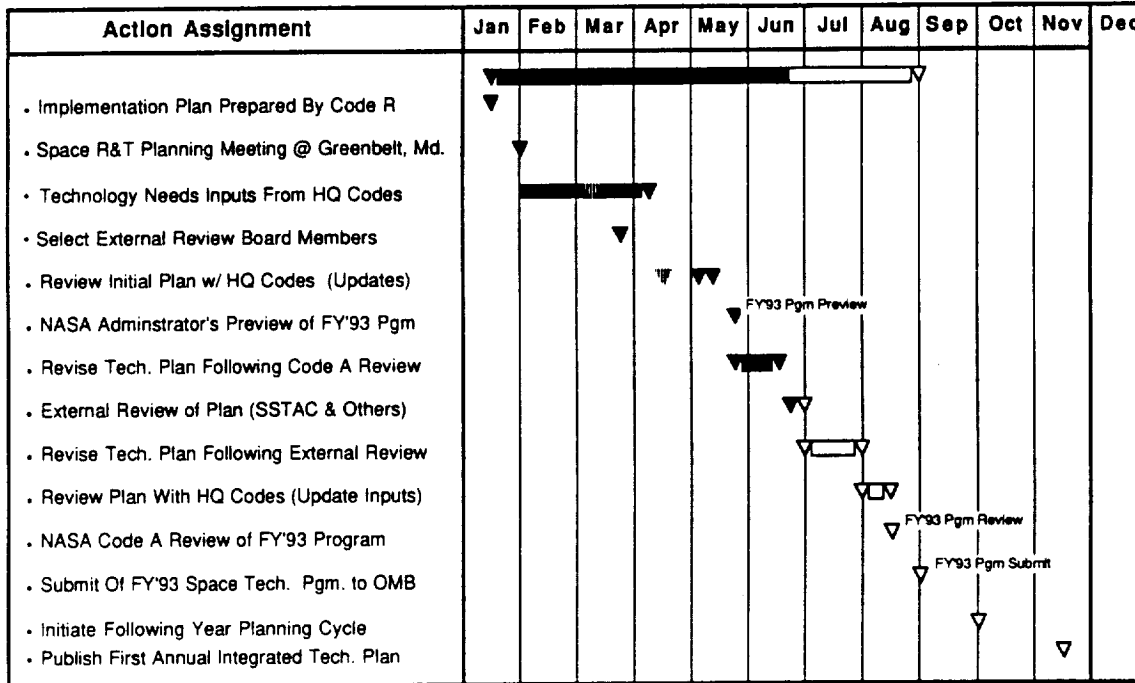 Action Assignment Jan Feb Mar Apr May Jun Jul Aug Sep Oct Nov Dec
• Implementation Plan Prepared By Code R
• Space R&T Planning Meeting @ Greenbelt, Md.
• Technology Needs Inputs From HQ Codes
• Select External Review Board Members
• Review Initial Plan w/ HQ Codes (Updates)
FY'93 Pgm Preview
• NASA Adminstrator's Preview of FY'93 Pgm
• Revise Tech. Plan Following Code A Review
• External Review of Plan (SSTAC & Others)
• Revise Tech. Plan Following External Review
• Review Plan With HQ Codes (Update Inputs)
FY'93 Pgm Review
• NASA Code A Review of FY'93 Program
FY'93 Pgm Submit
• Submit Of FY'93 Space Tech. Pgm. to OMB
• Initiate Following Year Planning Cycle
• Publish First Annual Integrated Tech. Plan